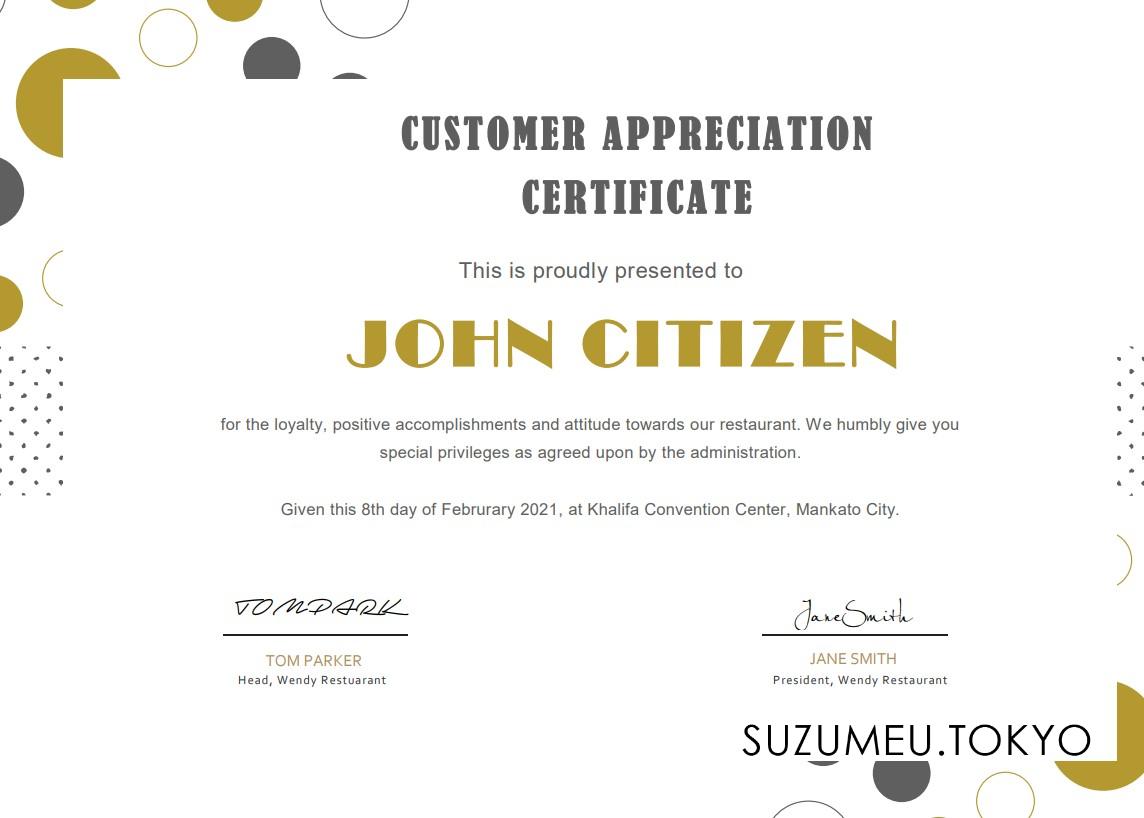 CUSTOMER APPRECIATION
CERTIFICATE
This is proudly presented to
JOHN CITIZEN
for the loyalty, positive accomplishments and attitude towards our restaurant. We humbly give you
special privileges as agreed upon by the administration.
Given this 8th day of Februrary 2021, at Khalifa Convention Center, Mankato City.
TOMPARK
JaneSmith
TOM PARKER
JANE SMITH
Head, Wendy Restuarant
President, Wendy Restaurant
SUZUMEU.TOKYO